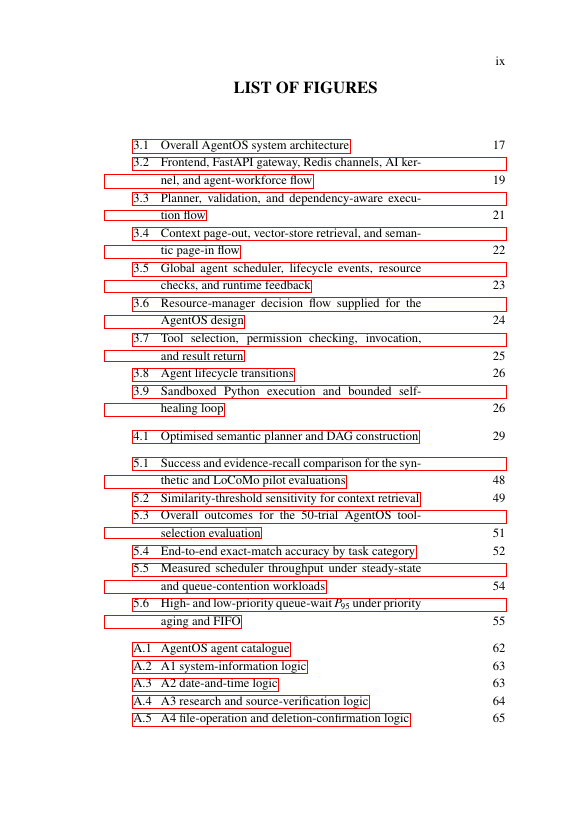 ix
LIST OF FIGURES
3.1 Overall AgentOS system architecture 17
3.2 Frontend, FastAPI gateway, Redis channels, AI ker-
nel, and agent-workforce flow 19
3.3 Planner, validation, and dependency-aware execu-
tion flow 21
3.4 Context page-out, vector-store retrieval, and seman-
tic page-in flow 22
3.5 Global agent scheduler, lifecycle events, resource
checks, and runtime feedback 23
3.6 Resource-manager decision flow supplied for the
AgentOS design 24
3.7 Tool selection, permission checking, invocation,
and result return 25
3.8 Agent lifecycle transitions 26
3.9 Sandboxed Python execution and bounded self-
healing loop 26
4.1 Optimised semantic planner and DAG construction 29
5.1 Success and evidence-recall comparison for the syn-
thetic and LoCoMo pilot evaluations 48
5.2 Similarity-threshold sensitivity for context retrieval 49
5.3 Overall outcomes for the 50-trial AgentOS tool-
selection evaluation 51
5.4 End-to-end exact-match accuracy by task category 52
5.5 Measured scheduler throughput under steady-state
and queue-contention workloads 54
5.6 High- and low-priority queue-wait P95 under priority
aging and FIFO 55
A.1 AgentOS agent catalogue 62
A.2 A1 system-information logic 63
A.3 A2 date-and-time logic 63
A.4 A3 research and source-verification logic 64
A.5 A4 file-operation and deletion-confirmation logic 65